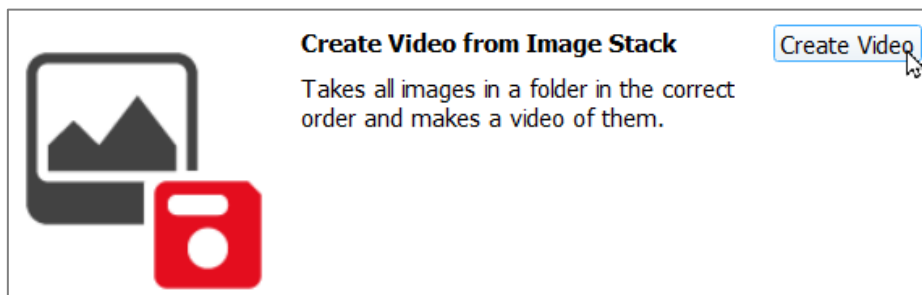 Create Video from Image Stack
Create Video
Takes all images in a folder in the correct
order and makes a video of them.